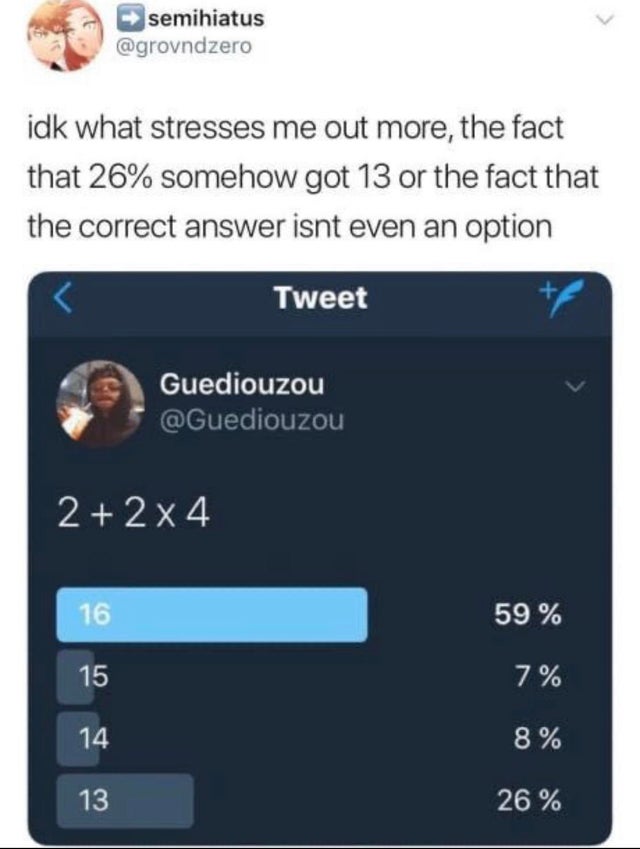 semihiatus
@grovndzero
idk what stresses me out more, the fact
that 26% somehow got 13 or the fact that
the correct answer isnt even an option
Tweet
Guediouzou
@Guediouzou
2 + 2 x 4
16 59 %
15 7 %
14 8 %
13 26 %